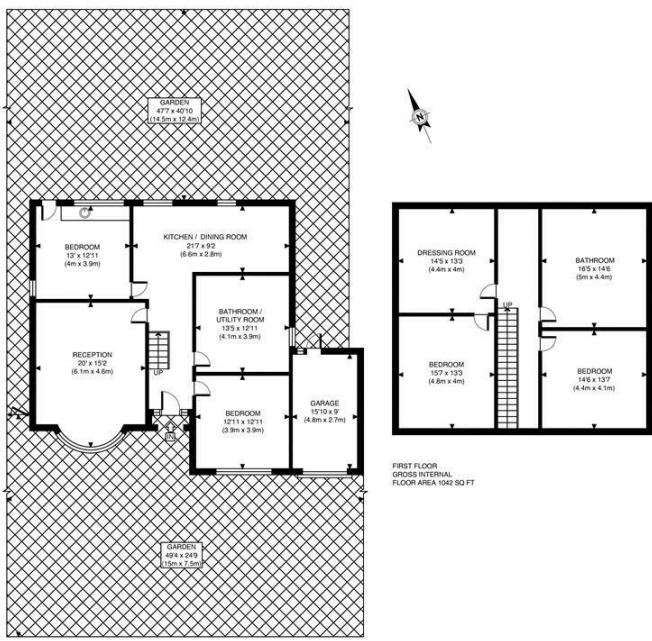 GARDEN
47'7 x 40'10
(14.5m x 12.4m)
N
BEDROOM
13' x 12'11
(4m x 3.9m)
KITCHEN / DINING ROOM
21'7 x 9'2
(6.6m x 2.8m)
BATHROOM /
UTILITY ROOM
13'5 x 12'11
(4.1m x 3.9m)
RECEPTION
20' x 15'2
(6.1m x 4.6m)
UP
BEDROOM
12'11 x 12'11
(3.9m x 3.9m)
GARAGE
15'10 x 9'
(4.8m x 2.7m)
IN
GARDEN
49'4 x 24'9
(15m x 7.5m)
DRESSING ROOM
14'5 x 13'3
(4.4m x 4m)
BATHROOM
16'5 x 14'6
(5m x 4.4m)
UP
BEDROOM
15'7 x 13'3
(4.8m x 4m)
BEDROOM
14'6 x 13'7
(4.4m x 4.1m)
FIRST FLOOR
GROSS INTERNAL
FLOOR AREA 1042 SQ FT